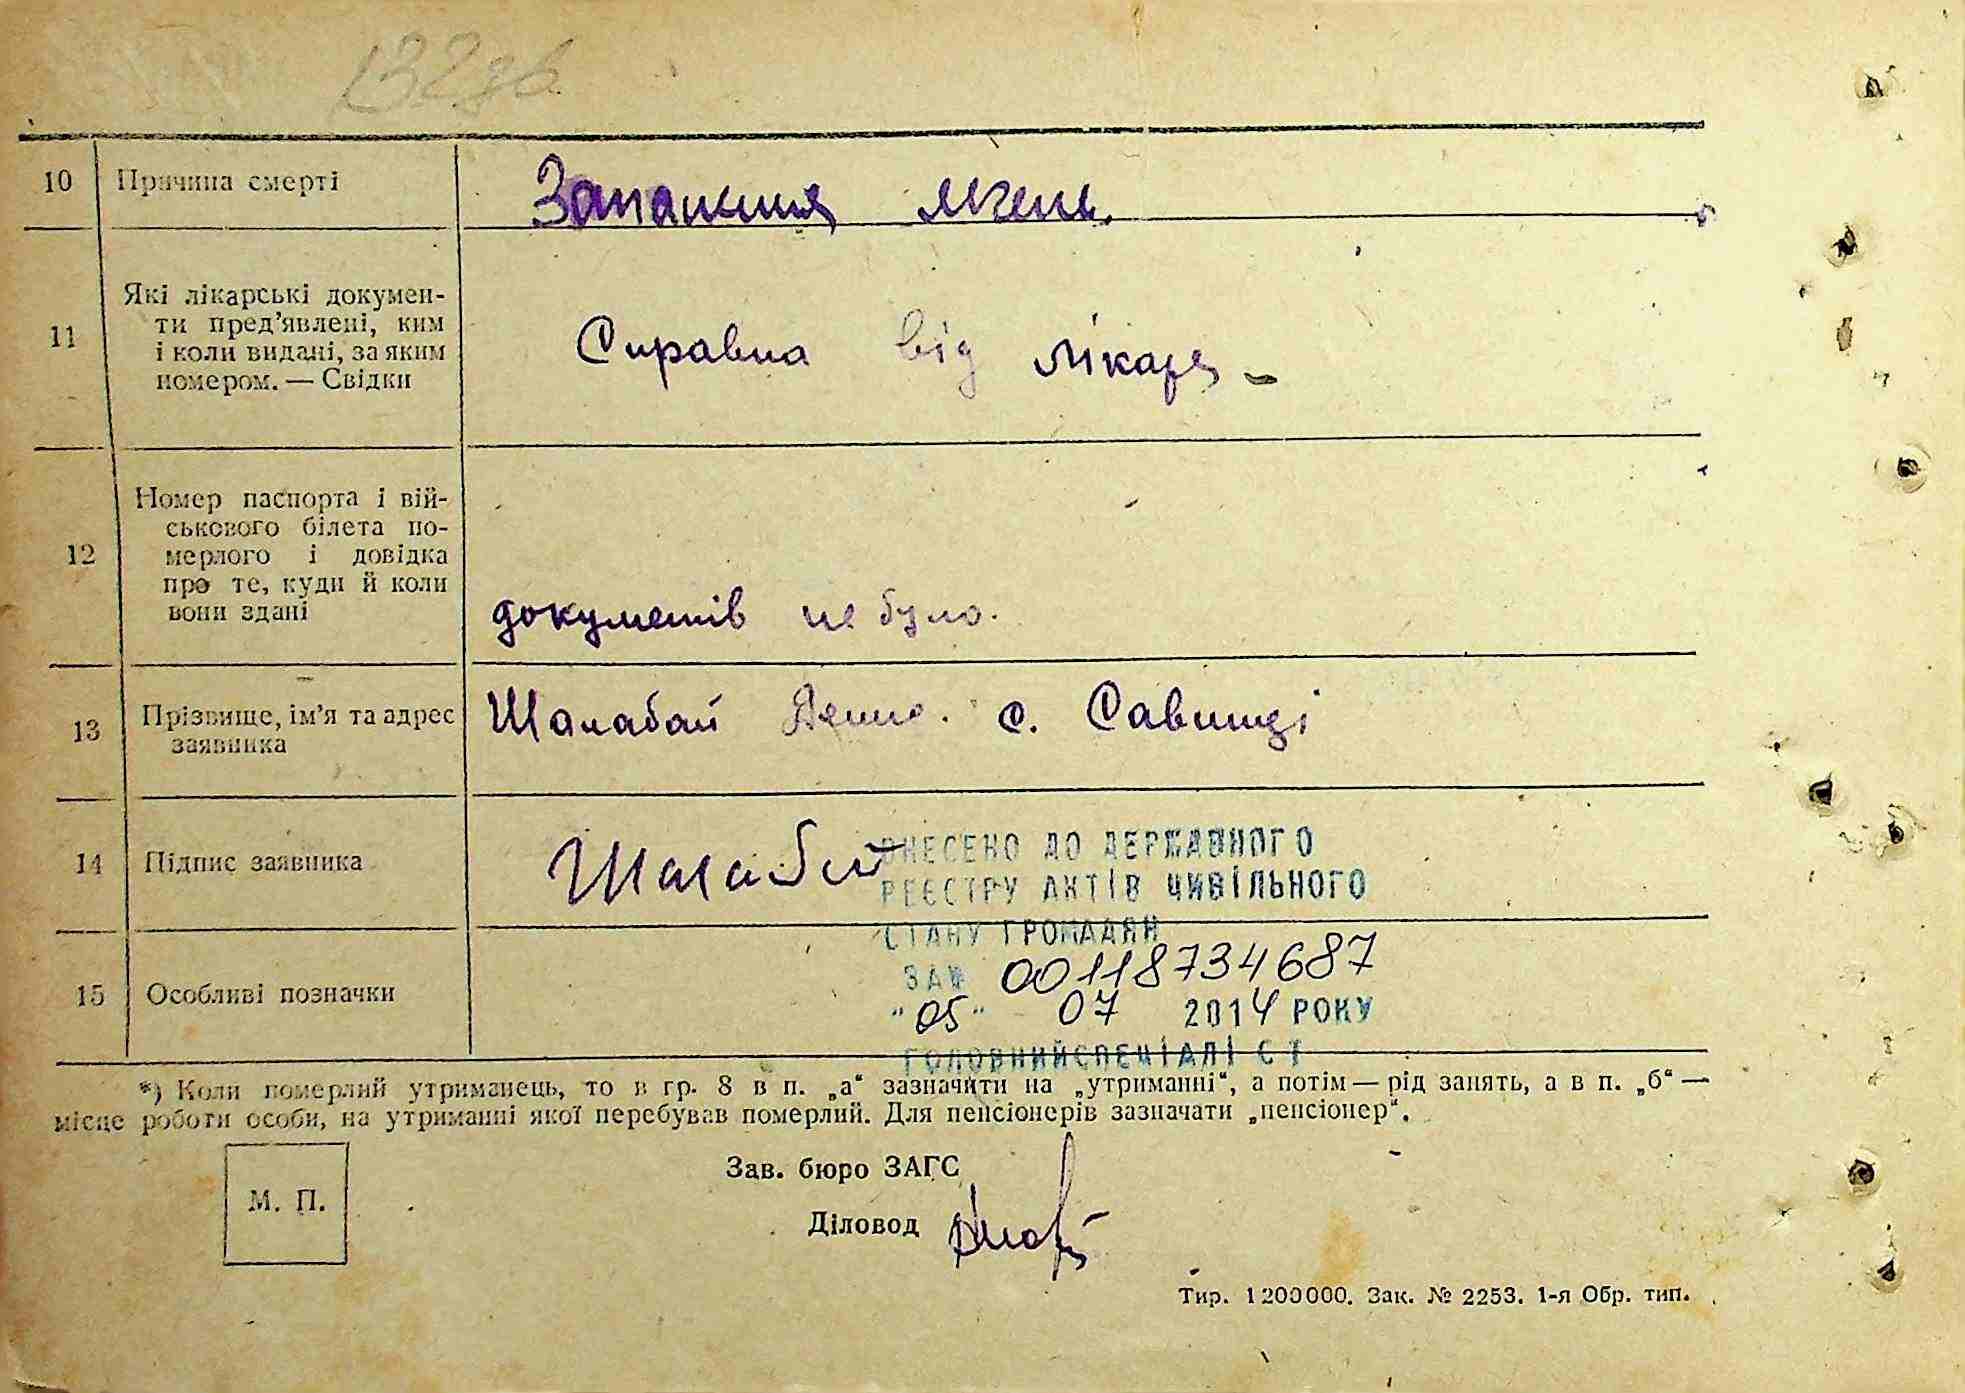 132зв.
10 Причина смерті Запалення легень.
11 Які лікарські докумен-
ти пред'явлені, ким
і коли видані, за яким
номером. — Свідки
Справка від лікаря –
12 Номер паспорта і вій-
ськового білета по-
мерлого і довідка
про те, куди й коли
вони здані
документів не було.
13 Прізвище, ім'я та адрес
заявника
Шалабай с. Савинці
14 Підпис заявника
ВНЕСЕНО ДО ДЕРЖАВНОГО
РЕЄСТРУ АКТІВ ЦИВІЛЬНОГО
СТАНУ ГРОМАДЯН
ЗА № 00118734687
15 Особливі позначки
"05" 07 2014 РОКУ
ГОЛОВНИЙ СПЕЦІАЛІСТ
*) Коли померлий утриманець, то в гр. 8 в п. „а“ зазначити на „утриманні“, а потім — рід занять, а в п. „б“ —
місце роботи особи, на утриманні якої перебував померлий. Для пенсіонерів зазначати „пенсіонер“.
М. П.
Зав. бюро ЗАГС
Діловод
Тир. 1200000. Зак. № 2253. 1-я Обр. тип.